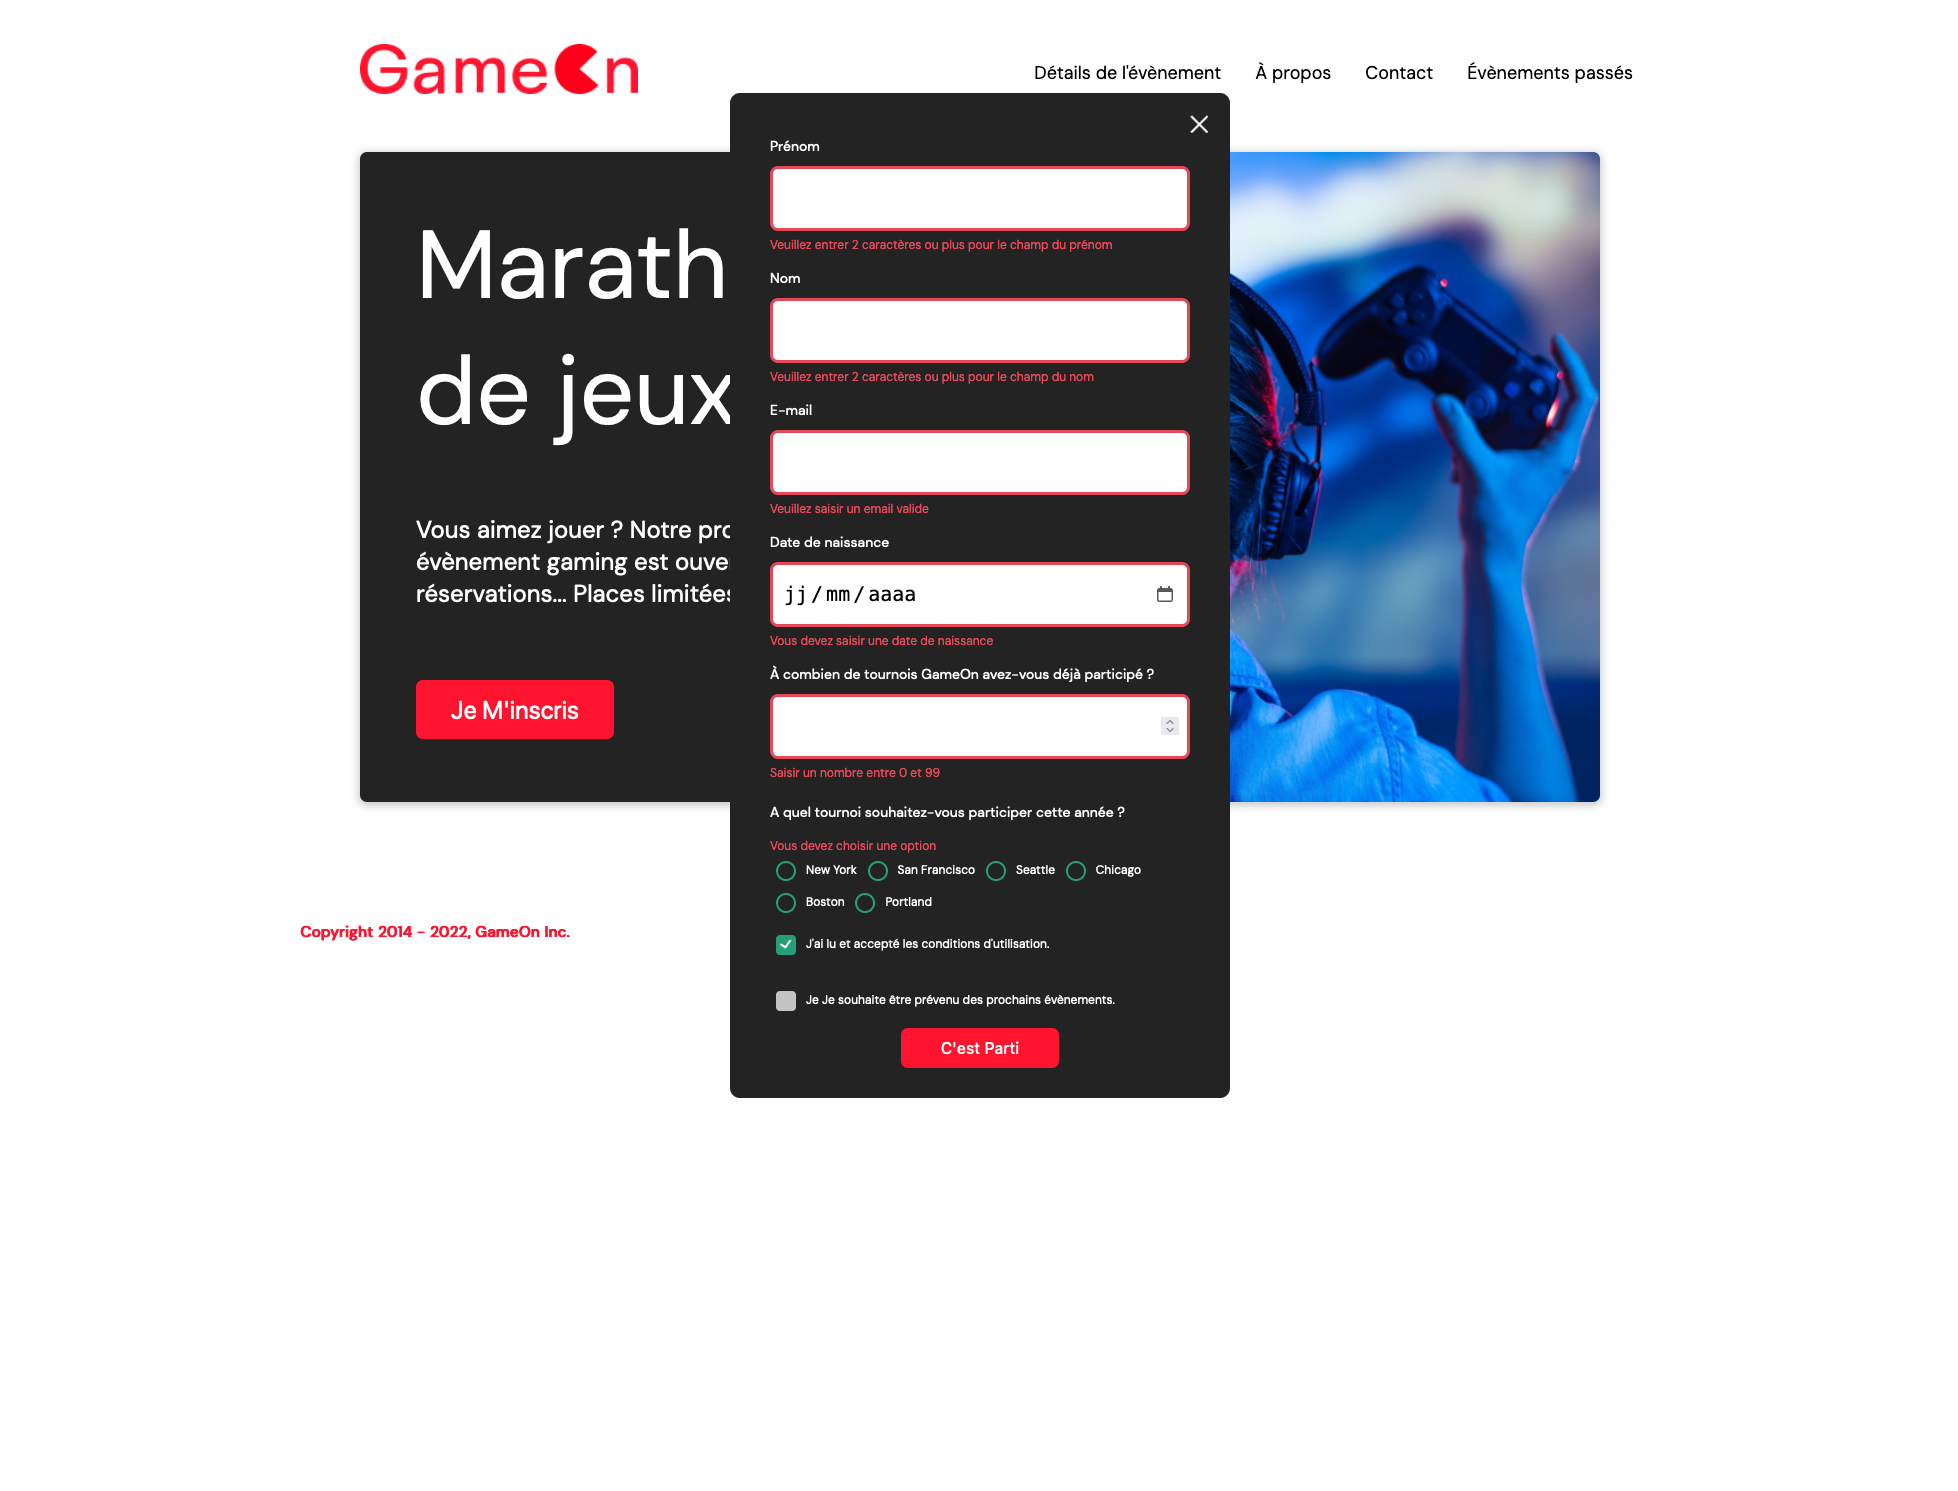 GameOn
Détails de l'évènement
À propos
Contact
Évènements passés
Marath
de jeux
Vous aimez jouer ? Notre pro
évènement gaming est ouve
réservations... Places limitées
Je M'inscris
Prénom
Veuillez entrer 2 caractères ou plus pour le champ du prénom
Nom
Veuillez entrer 2 caractères ou plus pour le champ du nom
E-mail
Veuillez saisir un email valide
Date de naissance
jj/mm/aaaa
Vous devez saisir une date de naissance
À combien de tournois GameOn avez-vous déjà participé ?
Saisir un nombre entre 0 et 99
A quel tournoi souhaitez-vous participer cette année ?
Vous devez choisir une option
New York San Francisco Seattle Chicago
Boston Portland
J'ai lu et accepté les conditions d'utilisation.
Je Je souhaite être prévenu des prochains évènements.
C'est Parti
Copyright 2014 - 2022, GameOn Inc.